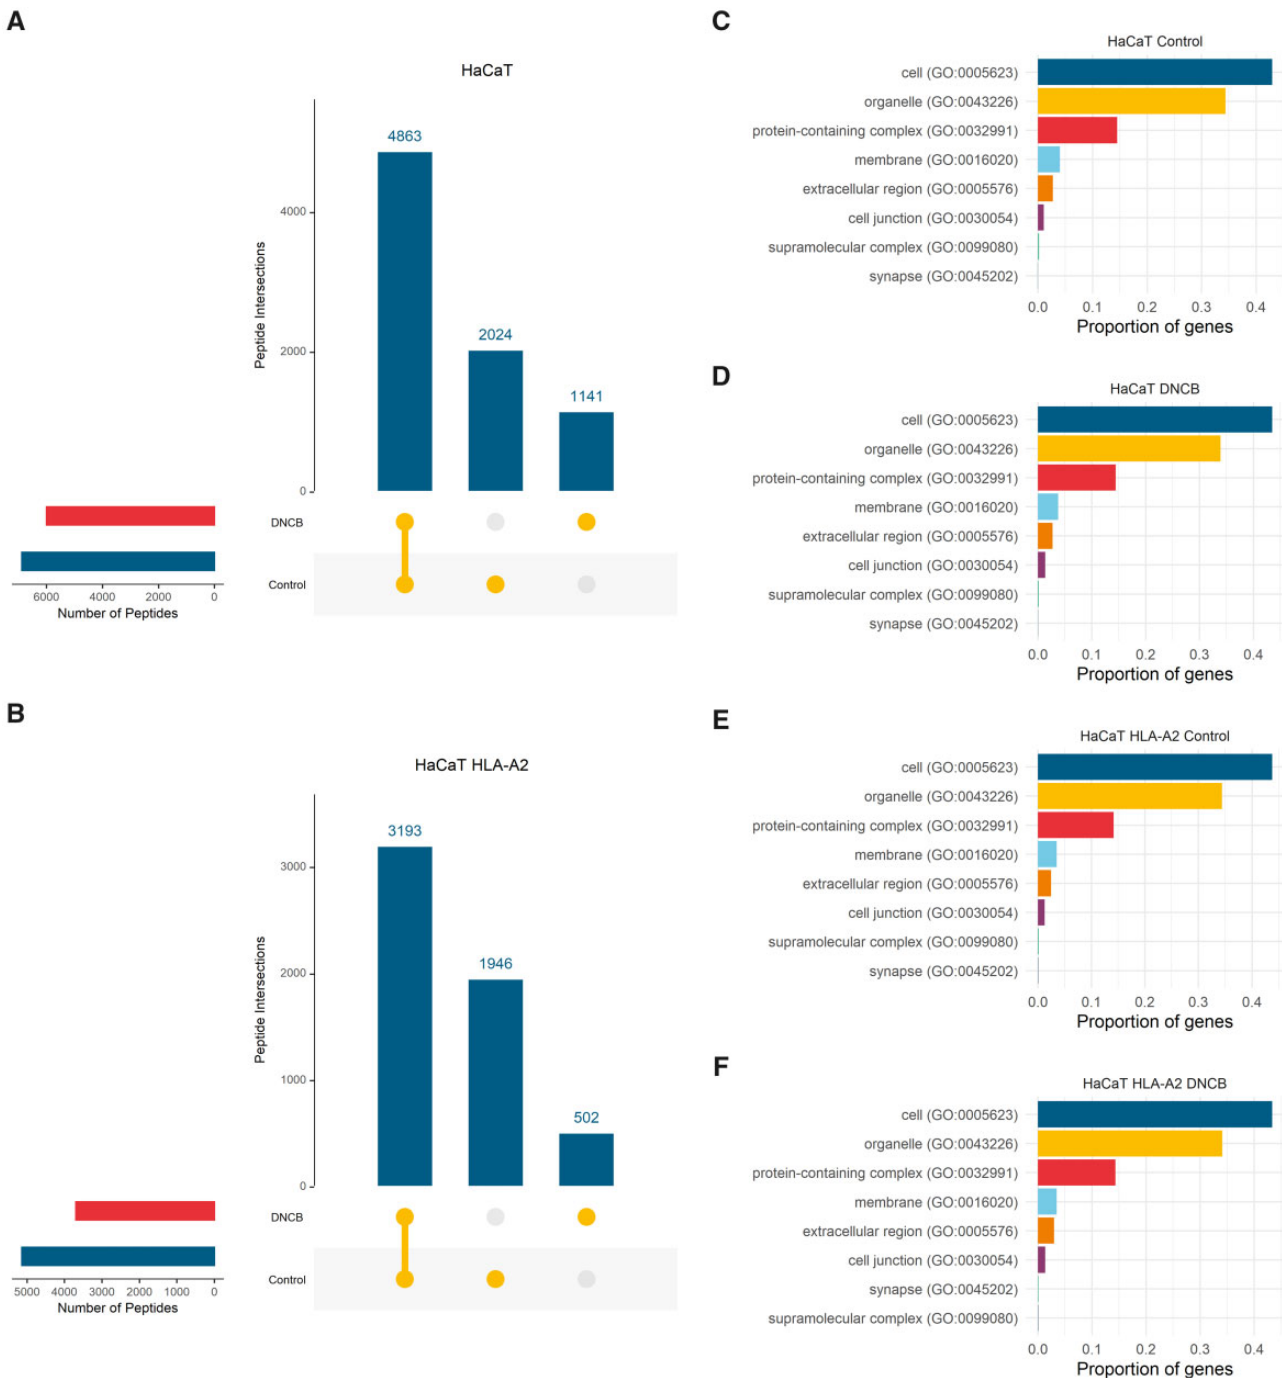 A
HaCaT
4863
2024
1141
4000
2000
0
Peptide Intersections
DNCB
Control
6000 4000 2000 0
Number of Peptides
B
HaCaT HLA-A2
3193
1946
502
3000
2000
1000
0
Peptide Intersections
DNCB
Control
5000 4000 3000 2000 1000 0
Number of Peptides
C
HaCaT Control
cell (GO:0005623)
organelle (GO:0043226)
protein-containing complex (GO:0032991)
membrane (GO:0016020)
extracellular region (GO:0005576)
cell junction (GO:0030054)
supramolecular complex (GO:0099080)
synapse (GO:0045202)
0.0 0.1 0.2 0.3 0.4
Proportion of genes
D
HaCaT DNCB
cell (GO:0005623)
organelle (GO:0043226)
protein-containing complex (GO:0032991)
membrane (GO:0016020)
extracellular region (GO:0005576)
cell junction (GO:0030054)
supramolecular complex (GO:0099080)
synapse (GO:0045202)
0.0 0.1 0.2 0.3 0.4
Proportion of genes
E
HaCaT HLA-A2 Control
cell (GO:0005623)
organelle (GO:0043226)
protein-containing complex (GO:0032991)
membrane (GO:0016020)
extracellular region (GO:0005576)
cell junction (GO:0030054)
supramolecular complex (GO:0099080)
synapse (GO:0045202)
0.0 0.1 0.2 0.3 0.4
Proportion of genes
F
HaCaT HLA-A2 DNCB
cell (GO:0005623)
organelle (GO:0043226)
protein-containing complex (GO:0032991)
membrane (GO:0016020)
extracellular region (GO:0005576)
cell junction (GO:0030054)
synapse (GO:0045202)
supramolecular complex (GO:0099080)
0.0 0.1 0.2 0.3 0.4
Proportion of genes